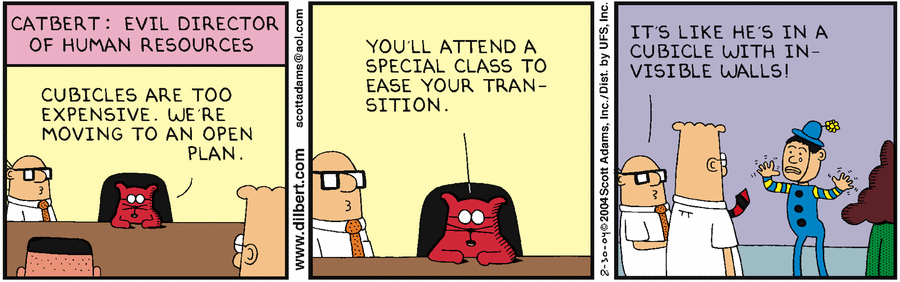 CATBERT: EVIL DIRECTOR
OF HUMAN RESOURCES
CUBICLES ARE TOO
EXPENSIVE. WE'RE
MOVING TO AN OPEN
PLAN.
www.dilbert.com scottadams@aol.com
YOU'LL ATTEND A
SPECIAL CLASS TO
EASE YOUR TRAN-
SITION.
2-30-04 © 2004 Scott Adams, Inc./Dist. by UFS, Inc.
IT'S LIKE HE'S IN A
CUBICLE WITH IN-
VISIBLE WALLS!